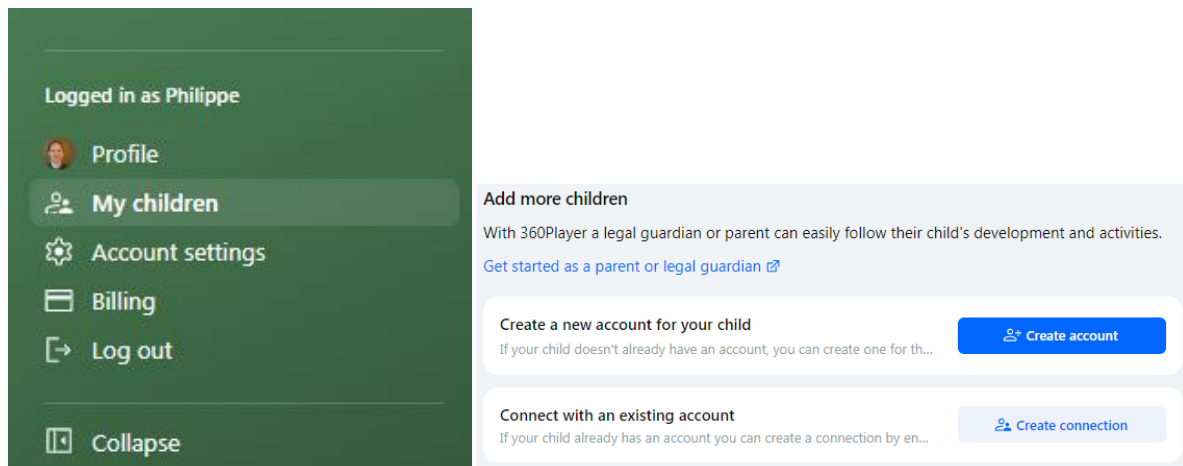 Logged in as Philippe
Profile
My children
Account settings
Billing
Log out
Collapse
Add more children
With 360Player a legal guardian or parent can easily follow their child's development and activities.
Get started as a parent or legal guardian
Create a new account for your child
If your child doesn't already have an account, you can create one for th...
Create account
Connect with an existing account
If your child already has an account you can create a connection by en...
Create connection